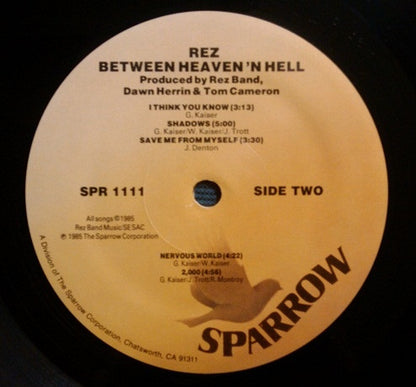 REZ
BETWEEN HEAVEN 'N HELL
Produced by Rez Band,
Dawn Herrin & Tom Cameron
I THINK YOU KNOW (3:13)
G. Kaiser
SHADOWS (5:00)
G. Kaiser/W. Kaiser/J. Trott
SAVE ME FROM MYSELF (3:30)
J. Denton
SPR 1111
SIDE TWO
All songs ©1985
Rez Band Music/SESAC
℗ 1985 The Sparrow Corporation
NERVOUS WORLD (4:22)
G. Kaiser/W. Kaiser
2,000 (4:56)
G. Kaiser/J. Trott/R. Montroy
SPARROW
A Division of The Sparrow Corporation, Chatsworth, CA 91311